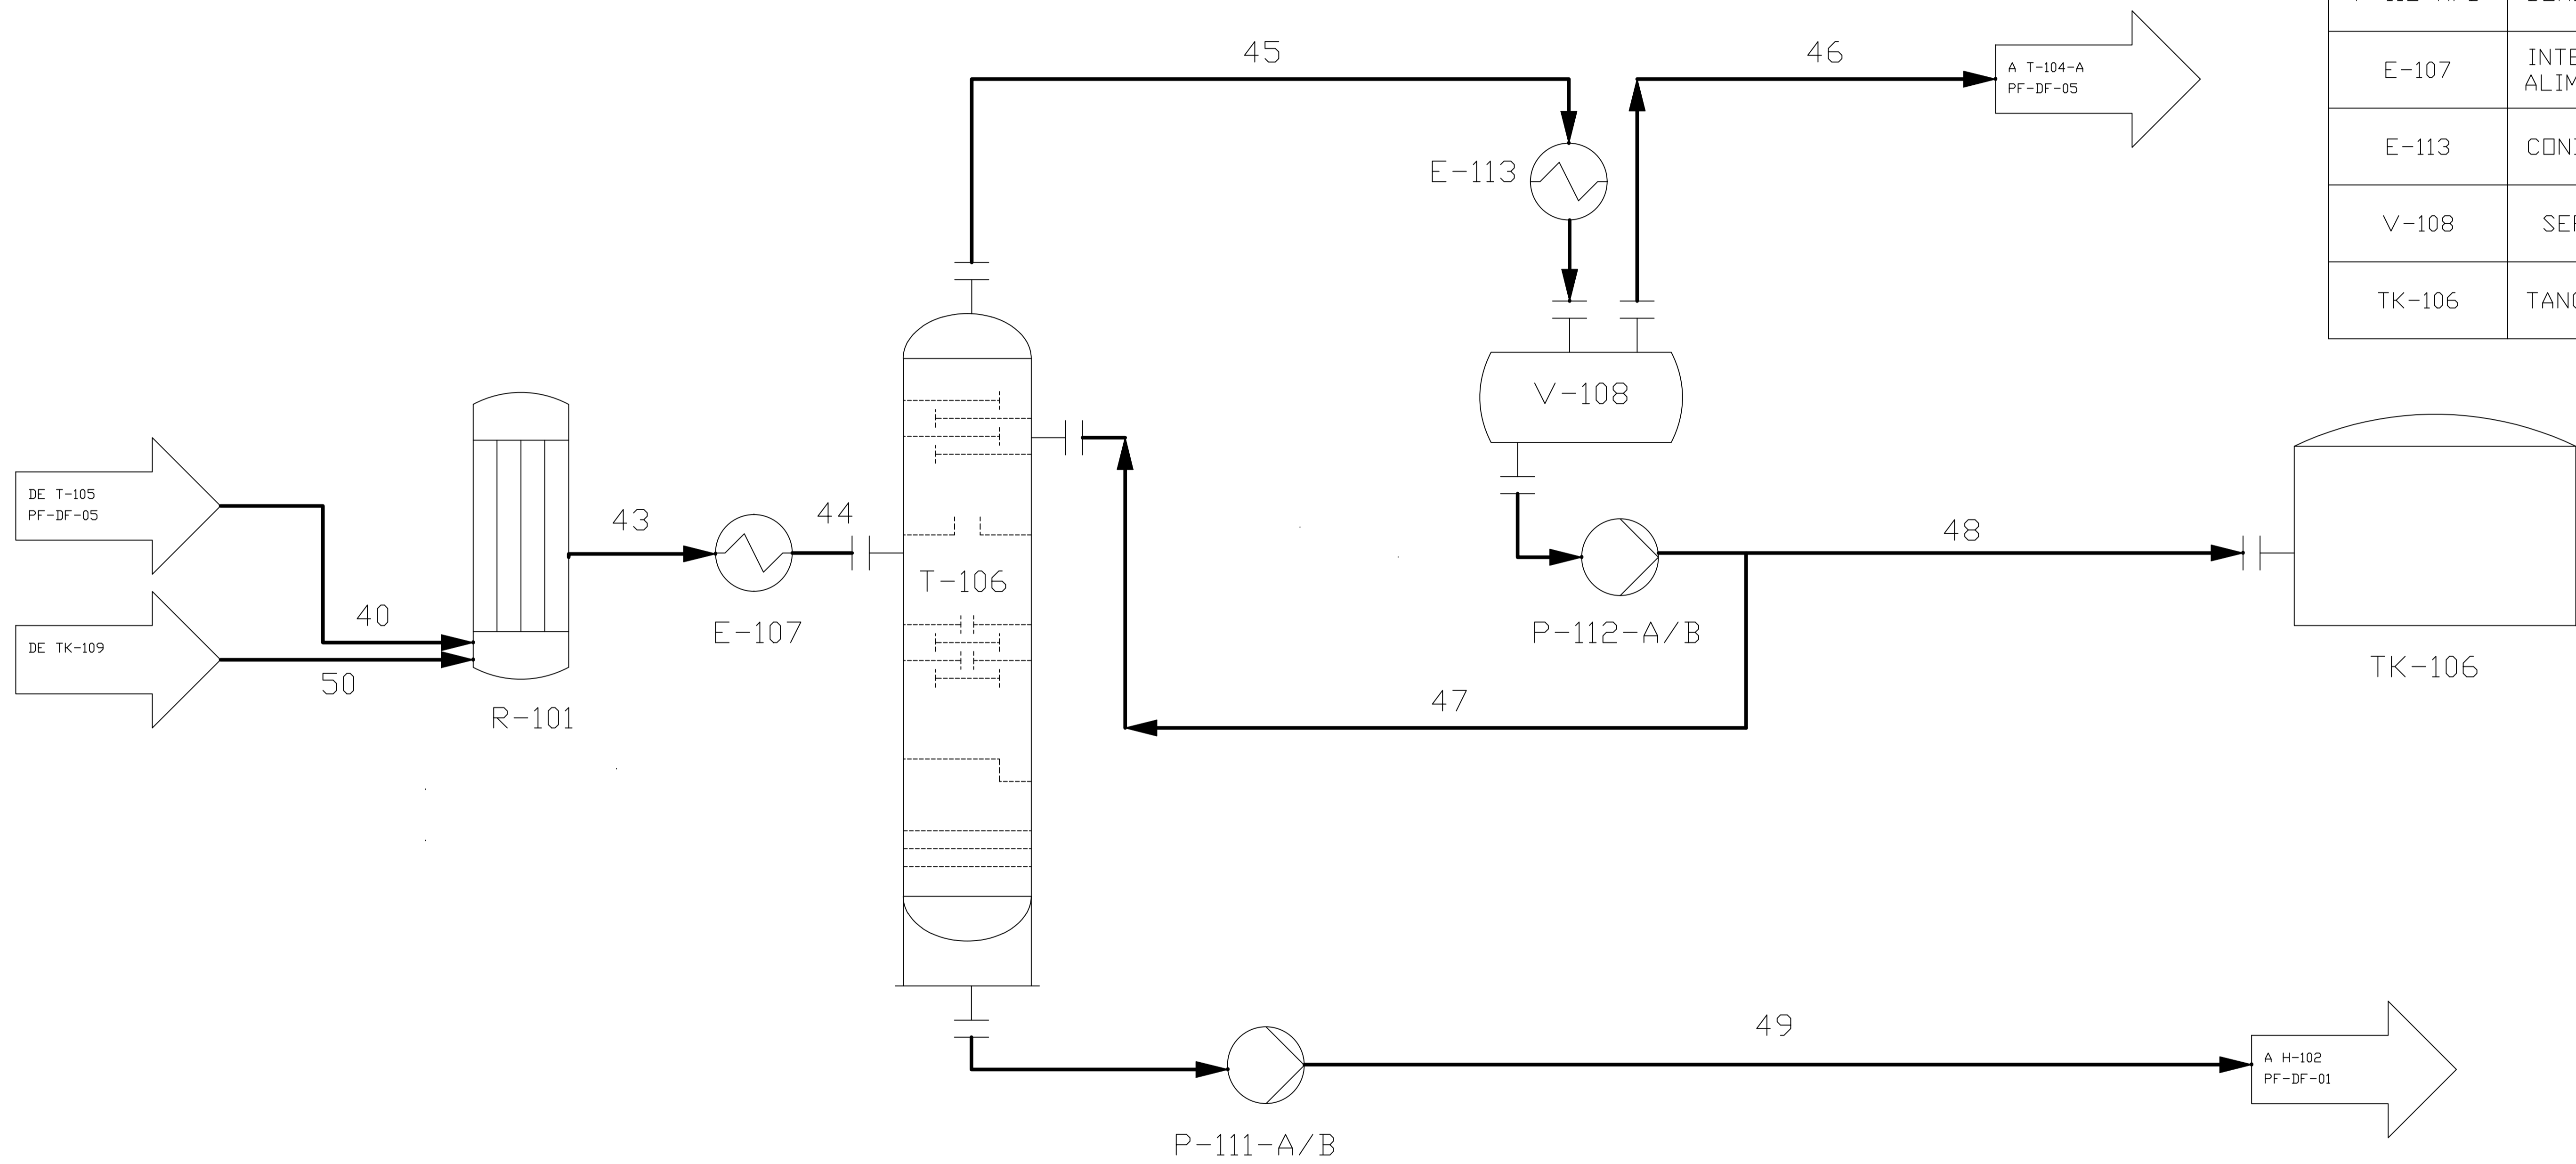 45
46
A T-104-A
PF-DF-05
E-107
E-113
E-113
V-108
V-108
TK-106
DE T-105
PF-DF-05
43
44
48
T-106
40
E-107
P-112-A/B
DE TK-109
TK-106
50
47
R-101
49
A H-102
PF-DF-01
P-111-A/B